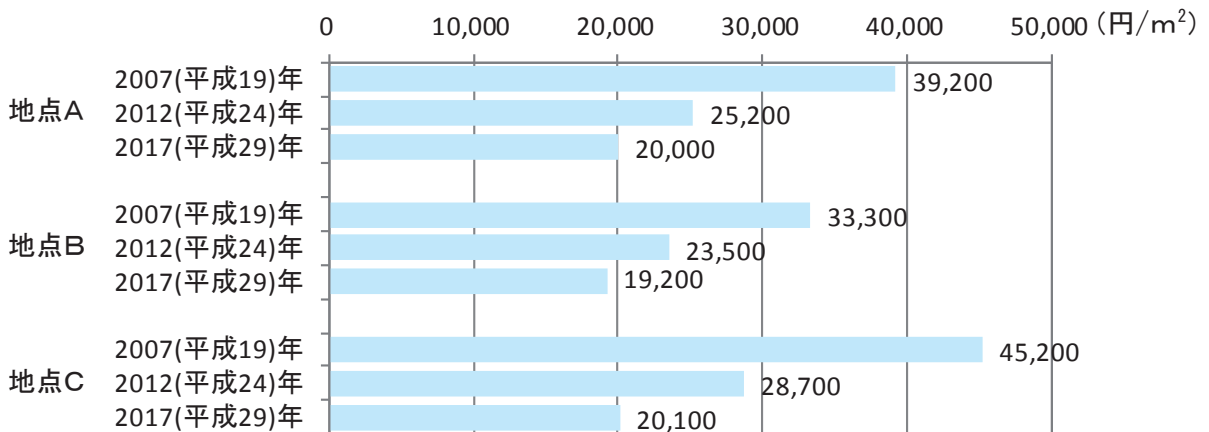 0 10,000 20,000 30,000 40,000 50,000 (円/m²)
地点A
2007(平成19)年 39,200
2012(平成24)年 25,200
2017(平成29)年 20,000
地点B
2007(平成19)年 33,300
2012(平成24)年 23,500
2017(平成29)年 19,200
地点C
2007(平成19)年 45,200
2012(平成24)年 28,700
2017(平成29)年 20,100